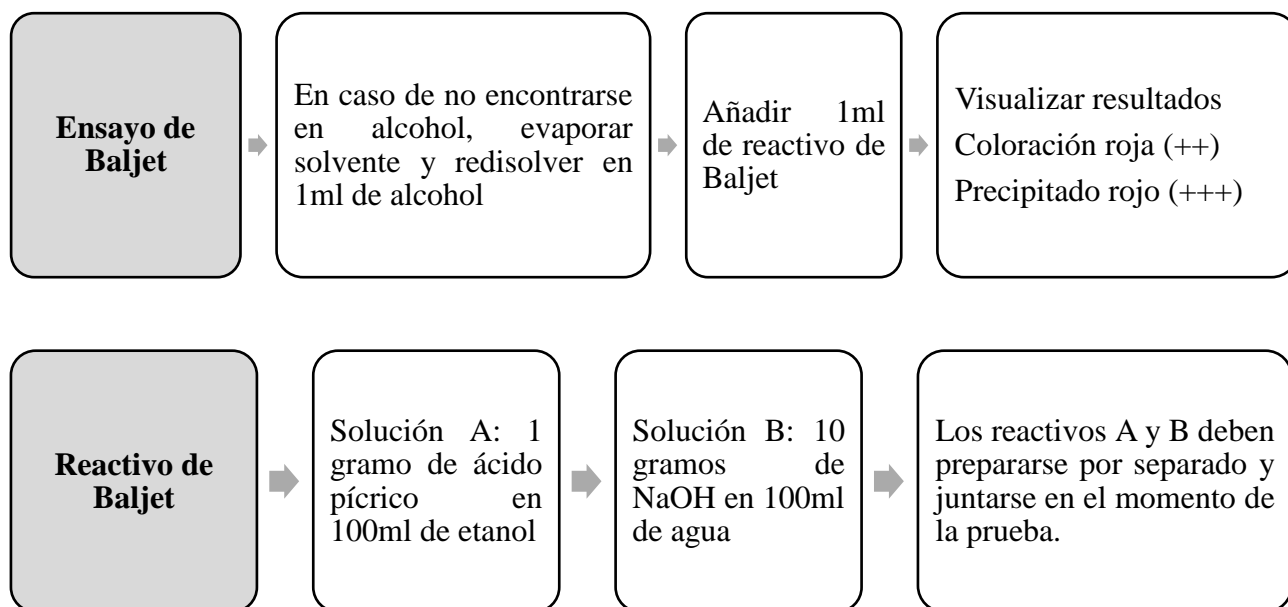 Ensayo de
Baljet
En caso de no encontrarse
en alcohol, evaporar
solvente y redisolver en
1ml de alcohol
Añadir 1ml
de reactivo de
Baljet
Visualizar resultados
Coloración roja (++)
Precipitado rojo (+++)
Reactivo de
Baljet
Solución A: 1
gramo de ácido
pícrico en
100ml de etanol
Solución B: 10
gramos de
NaOH en 100ml
de agua
Los reactivos A y B deben
prepararse por separado y
juntarse en el momento de
la prueba.